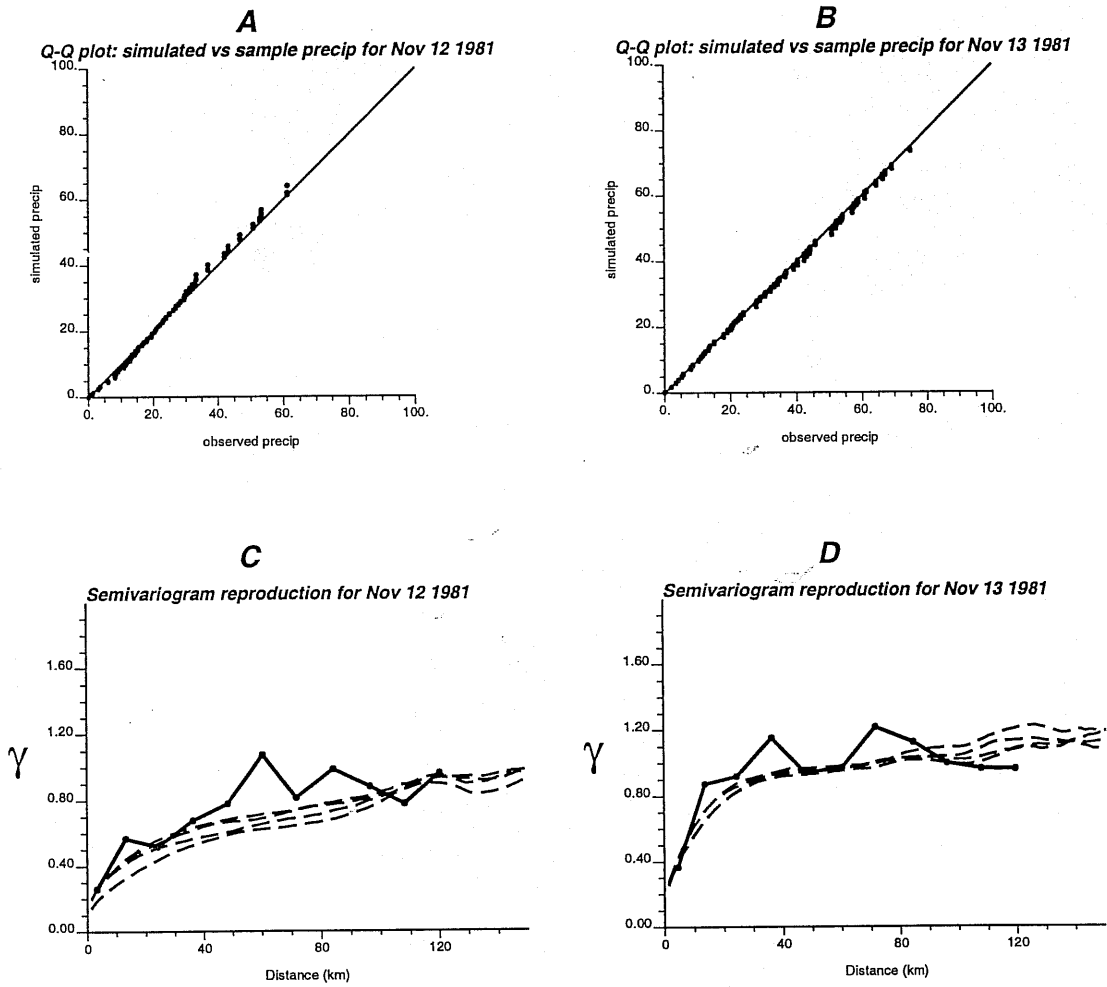 A
Q-Q plot: simulated vs sample precip for Nov 12 1981
100.
80.
60.
40.
20.
0.
simulated precip
0. 20. 40. 60. 80. 100.
observed precip
B
Q-Q plot: simulated vs sample precip for Nov 13 1981
100.
80.
60.
40.
20.
0.
simulated precip
0. 20. 40. 60. 80. 100.
observed precip
C
Semivariogram reproduction for Nov 12 1981
1.60
1.20
0.80
0.40
0.00
γ
0 40 80 120
Distance (km)
D
Semivariogram reproduction for Nov 13 1981
1.60
1.20
0.80
0.40
0.00
γ
0 40 80 120
Distance (km)